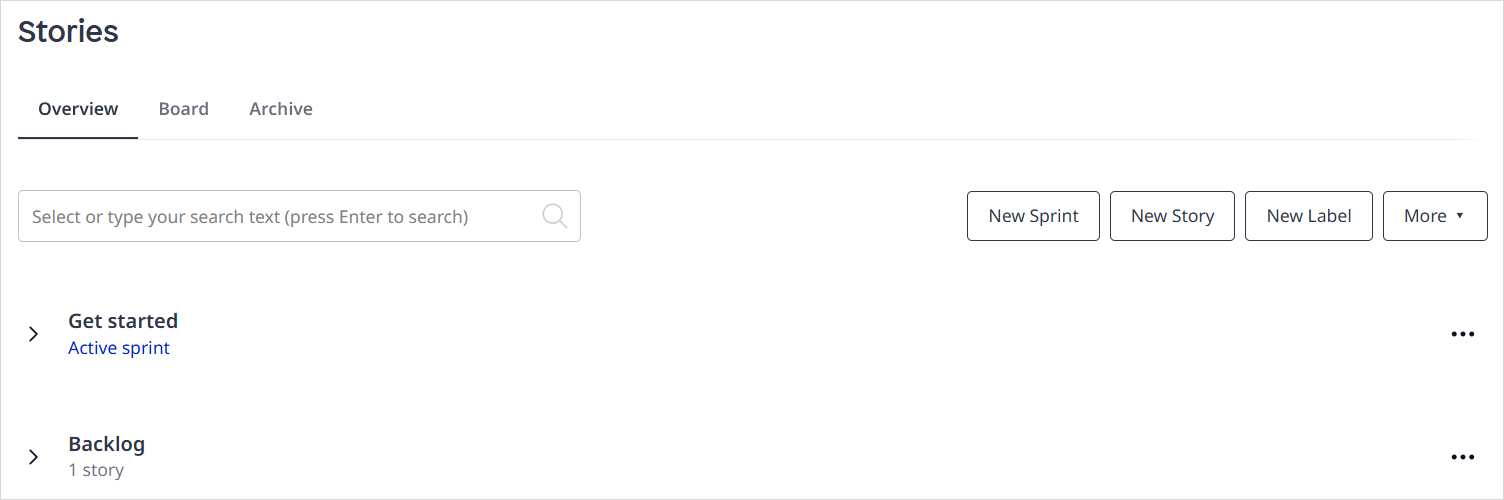 Stories
Overview Board Archive
Select or type your search text (press Enter to search) New Sprint New Story New Label More
Get started
Active sprint
Backlog
1 story